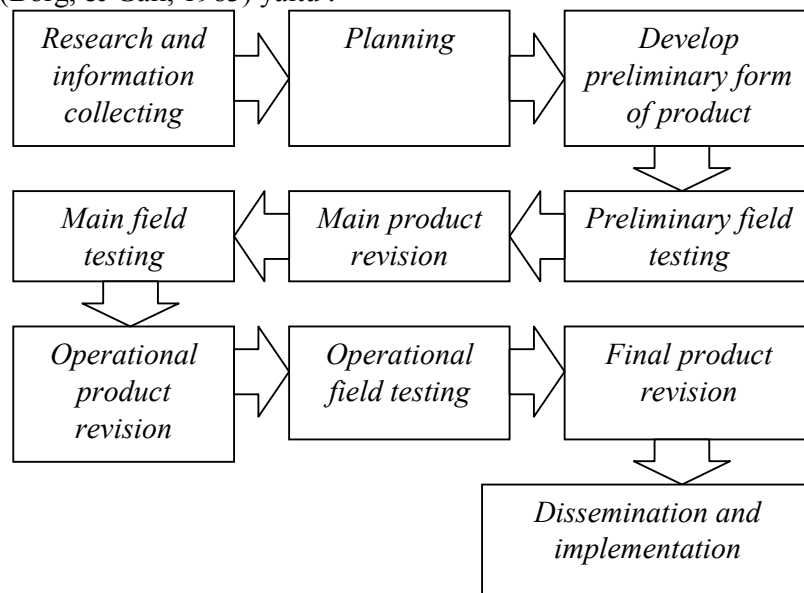 (Borg, & Gall, 1983) yaitu :
Research and
information
collecting
Planning
Develop
preliminary form
of product
Preliminary field
testing
Main product
revision
Main field
testing
Operational
product
revision
Operational
field testing
Final product
revision
Dissemination and
implementation